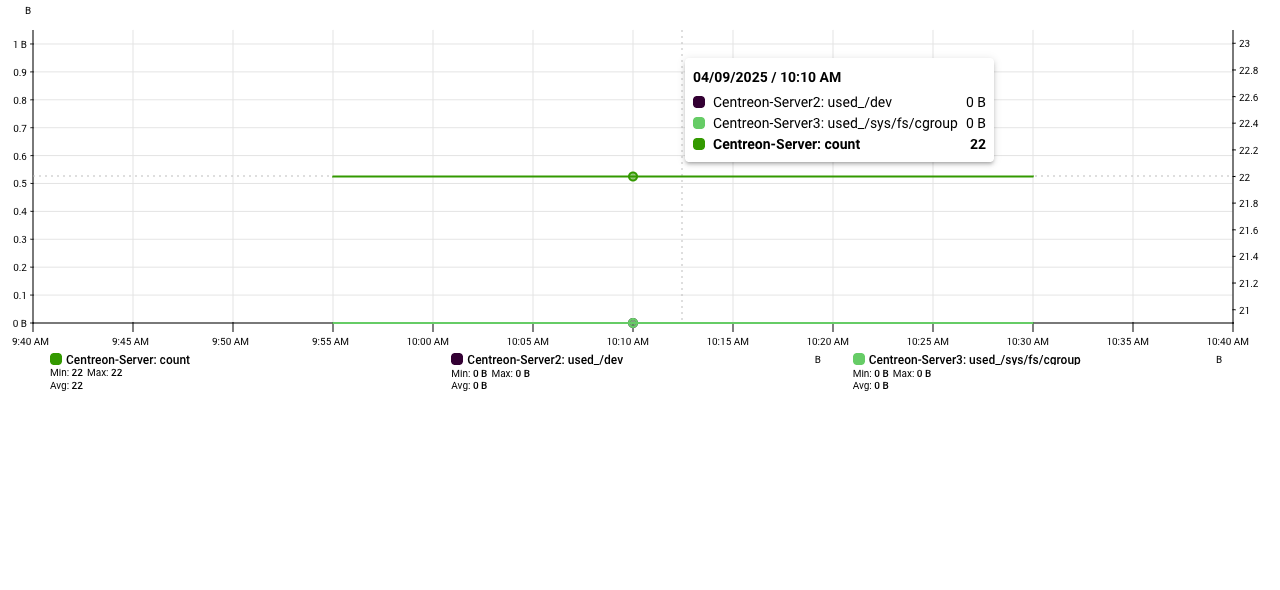 B
1 B
0.9
0.8
0.7
0.6
0.5
0.4
0.3
0.2
0.1
0 B
23
22.8
22.6
22.4
22.2
22
21.8
21.6
21.4
21.2
21
04/09/2025 / 10:10 AM
Centreon-Server2: used_/dev 0 B
Centreon-Server3: used_/sys/fs/cgroup 0 B
Centreon-Server: count 22
9:40 AM 9:45 AM 9:50 AM 9:55 AM 10:00 AM 10:05 AM 10:10 AM 10:15 AM 10:20 AM 10:25 AM 10:30 AM 10:35 AM 10:40 AM
Centreon-Server: count
Min: 22 Max: 22
Avg: 22
Centreon-Server2: used_/dev B
Min: 0 B Max: 0 B
Avg: 0 B
Centreon-Server3: used_/sys/fs/cgroup B
Min: 0 B Max: 0 B
Avg: 0 B